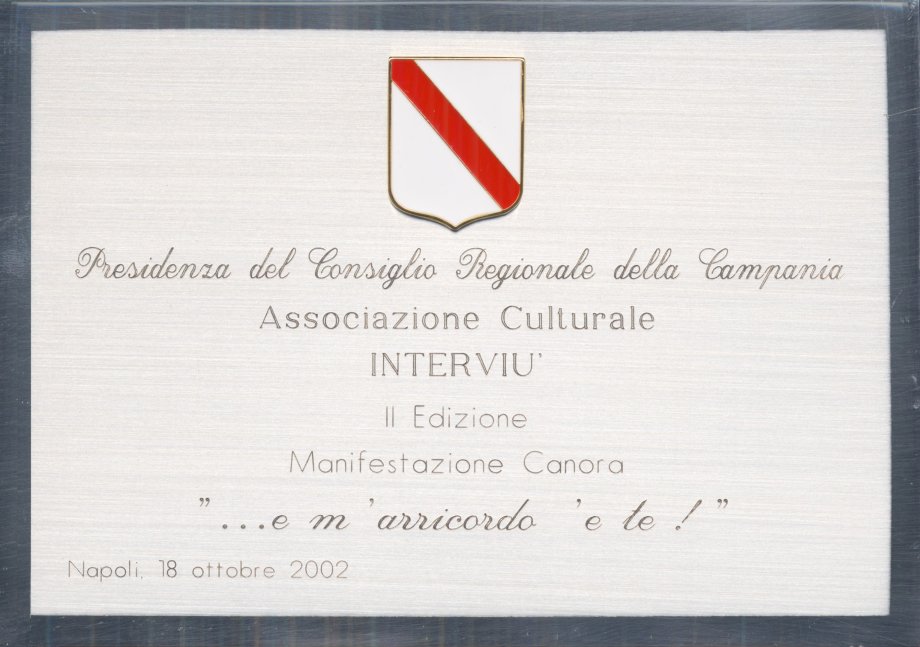 Presidenza del Consiglio Regionale della Campania
Associazione Culturale
INTERVIU'
II Edizione
Manifestazione Canora
"...e m 'arricordo 'e te ! "
Napoli, 18 ottobre 2002